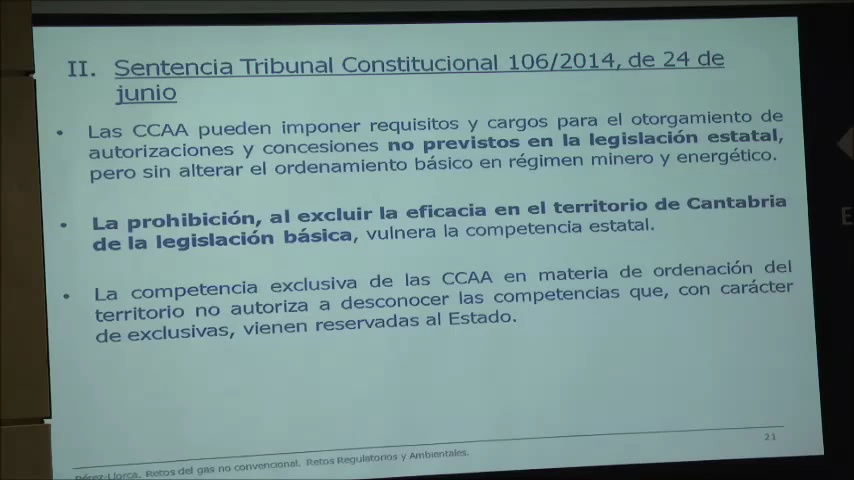 II. Sentencia Tribunal Constitucional 106/2014, de 24 de
junio
• Las CCAA pueden imponer requisitos y cargos para el otorgamiento de
autorizaciones y concesiones no previstos en la legislación estatal,
pero sin alterar el ordenamiento básico en régimen minero y energético.
• La prohibición, al excluir la eficacia en el territorio de Cantabria
de la legislación básica, vulnera la competencia estatal.
• La competencia exclusiva de las CCAA en materia de ordenación del
territorio no autoriza a desconocer las competencias que, con carácter
de exclusivas, vienen reservadas al Estado.
21
Pérez-Llorca. Retos del gas no convencional. Retos Regulatorios y Ambientales.
E